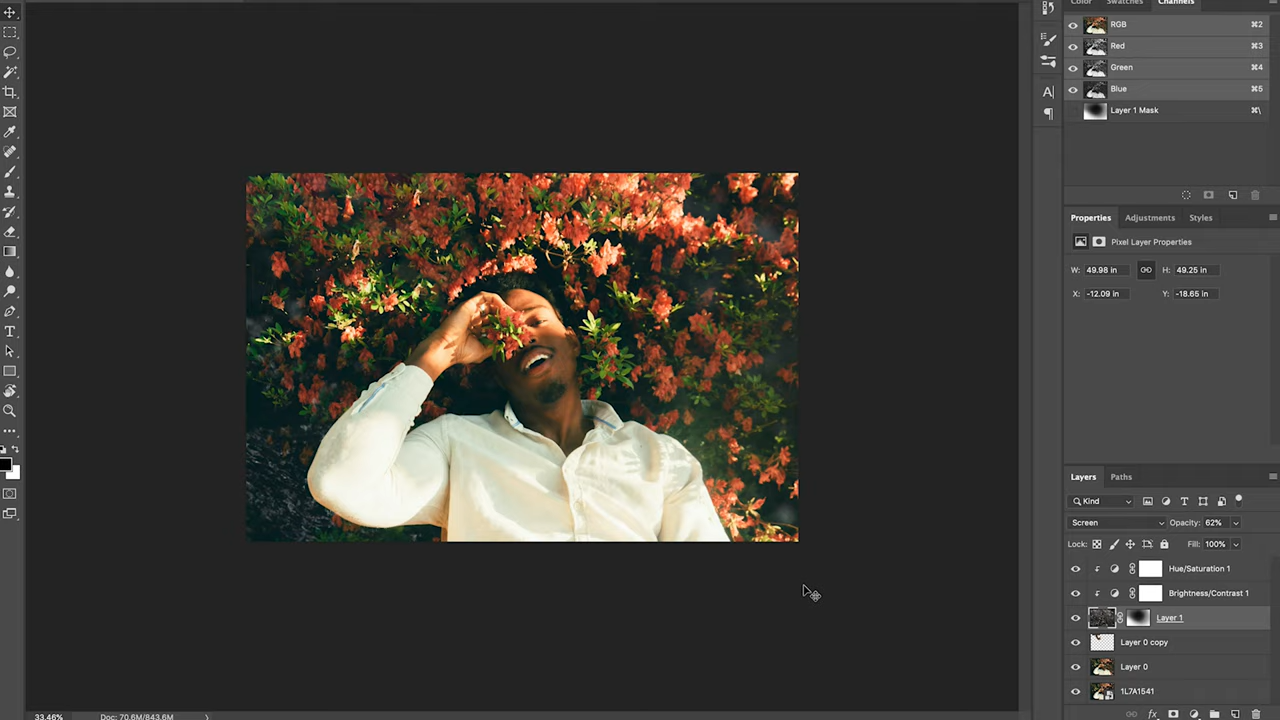 Color Swatches Channels
RGB ⌘2
Red ⌘3
Green ⌘4
Blue ⌘5
Layer 1 Mask ⌘\
Properties Adjustments Styles
Pixel Layer Properties
W: 49.98 in H: 49.25 in
X: -12.09 in Y: -18.65 in
Layers Paths
Kind
Screen Opacity: 62%
Lock: Fill: 100%
Hue/Saturation 1
Brightness/Contrast 1
Layer 1
Layer 0 copy
Layer 0
1L7A1541
fx
33.46% Doc: 70.6M/843.6M